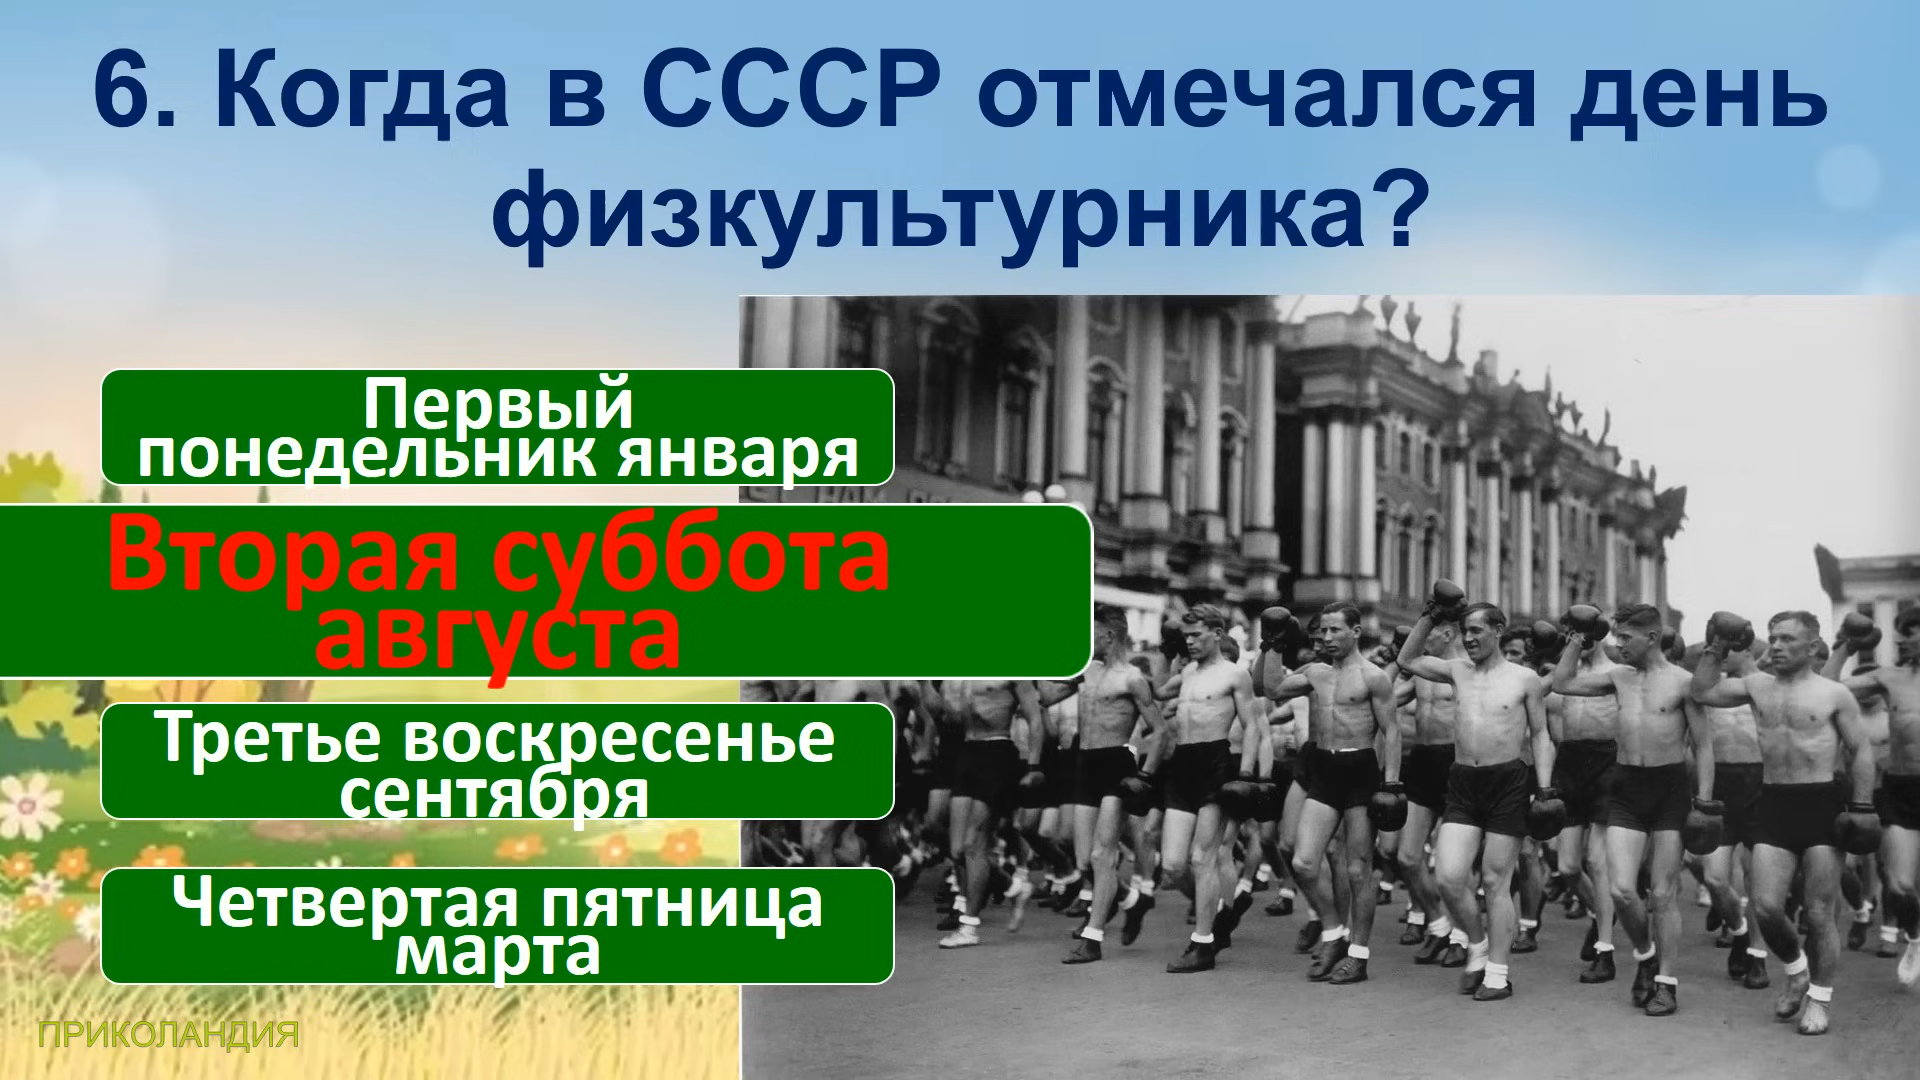 6. Когда в СССР отмечался день
физкультурника?
Первый
понедельник января
Вторая суббота
августа
Третье воскресенье
сентября
Четвертая пятница
марта
ПРИКОЛАНДИЯ